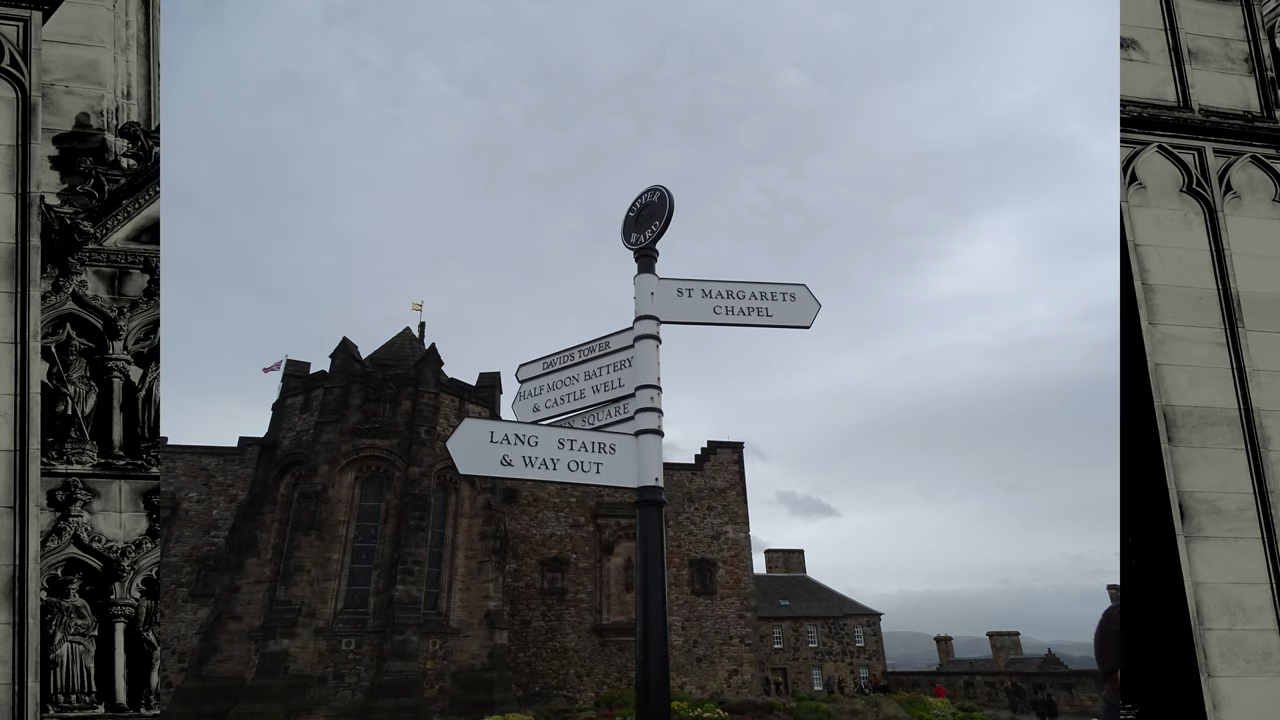 UPPER
WARD
ST MARGARETS
CHAPEL
DAVID'S TOWER
HALF MOON BATTERY
& CASTLE WELL
SQUARE
LANG STAIRS
& WAY OUT